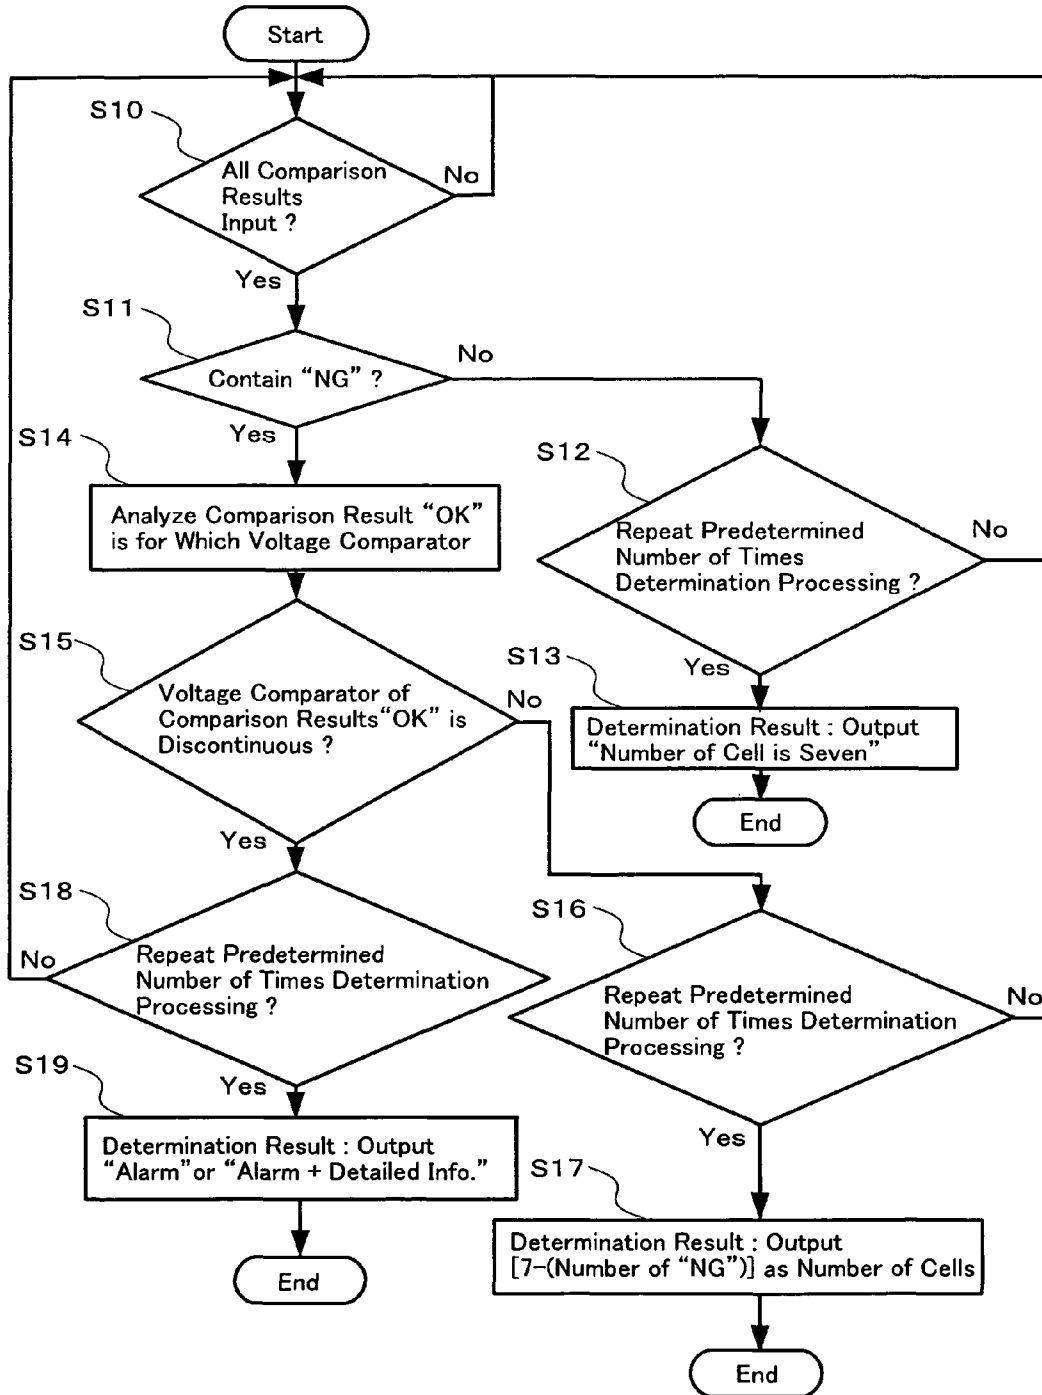 Start
S10
All Comparison
Results
Input ?
No
Yes
S11
Contain “NG” ?
No
Yes
S14
Analyze Comparison Result “OK”
is for Which Voltage Comparator
S12
Repeat Predetermined
Number of Times
Determination Processing ?
No
Yes
S13
Determination Result : Output
“Number of Cell is Seven”
End
S15
Voltage Comparator of
Comparison Results“OK” is
Discontinuous ?
No
Yes
S18
Repeat Predetermined
Number of Times Determination
Processing ?
No
Yes
S16
Repeat Predetermined
Number of Times Determination
Processing ?
No
Yes
S19
Determination Result : Output
“Alarm”or “Alarm + Detailed Info.”
End
S17
Determination Result : Output
[7-(Number of “NG”)] as Number of Cells
End